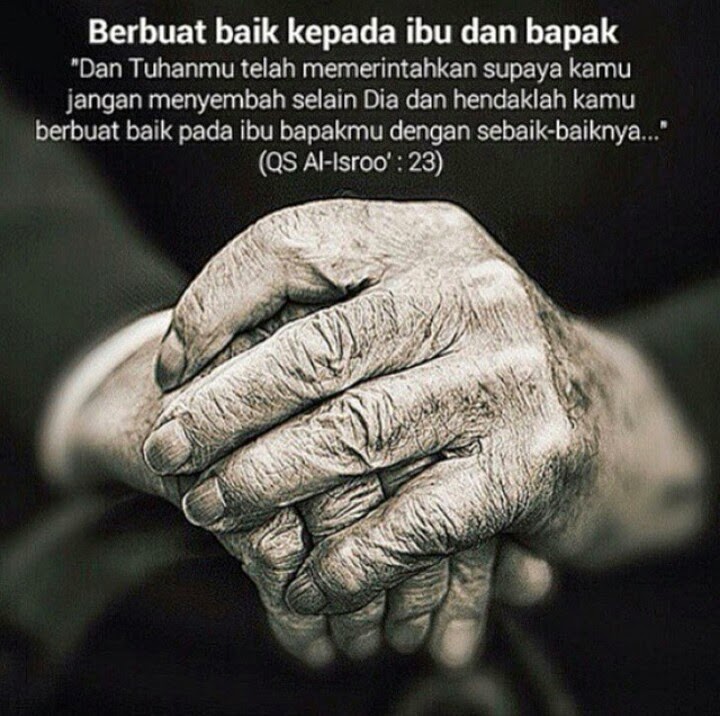 Berbuat baik kepada ibu dan bapak
"Dan Tuhanmu telah memerintahkan supaya kamu
jangan menyembah selain Dia dan hendaklah kamu
berbuat baik pada ibu bapakmu dengan sebaik-baiknya..."
(QS Al-Isroo' : 23)